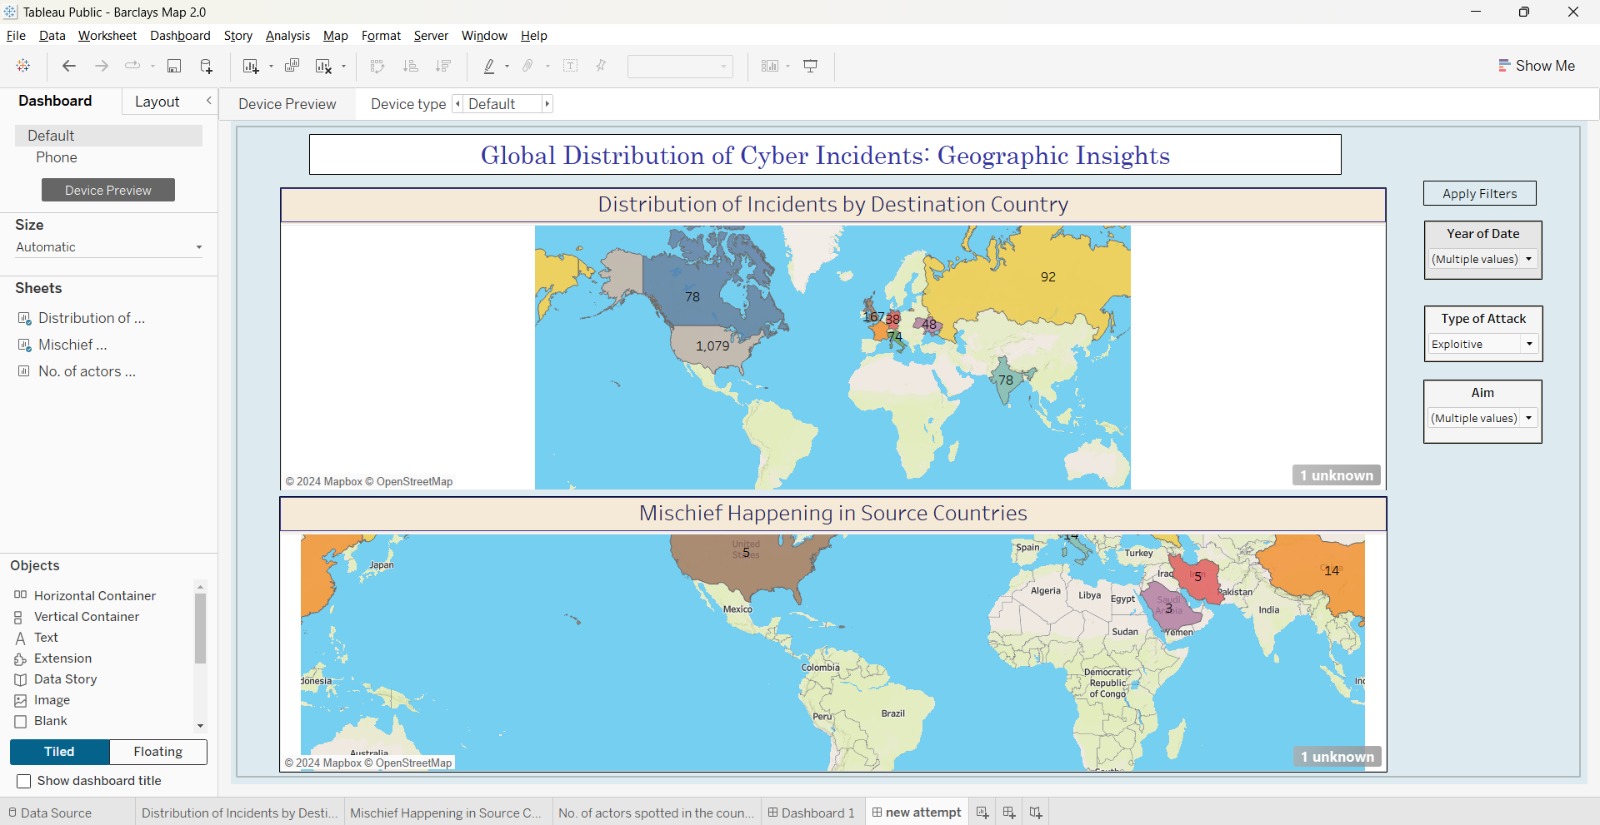 Tableau Public - Barclays Map 2.0
File Data Worksheet Dashboard Story Analysis Map Format Server Window Help
Show Me
Dashboard Layout
Device Preview Device type Default
Default
Phone
Device Preview
Size
Automatic
Sheets
Distribution of ...
Mischief ...
No. of actors ...
Objects
Horizontal Container
Vertical Container
Text
Extension
Data Story
Image
Blank
Tiled Floating
Show dashboard title
Global Distribution of Cyber Incidents: Geographic Insights
Distribution of Incidents by Destination Country
78
92
167
38
48
74
1,079
78
© 2024 Mapbox © OpenStreetMap
1 unknown
Apply Filters
Year of Date
(Multiple values)
Type of Attack
Exploitive
Aim
(Multiple values)
Mischief Happening in Source Countries
United
States
5
14
Spain
Turkey
Japan
Iraq
5
14
Pakistan
Algeria
Libya
Egypt
Saudi
Arabia
3
India
Mexico
Sudan
Yemen
Colombia
Democratic
Republic
of Congo
donesia
Inc
Peru
Brazil
Australia
South
© 2024 Mapbox © OpenStreetMap
1 unknown
Data Source
Distribution of Incidents by Desti...
Mischief Happening in Source C...
No. of actors spotted in the coun...
Dashboard 1
new attempt